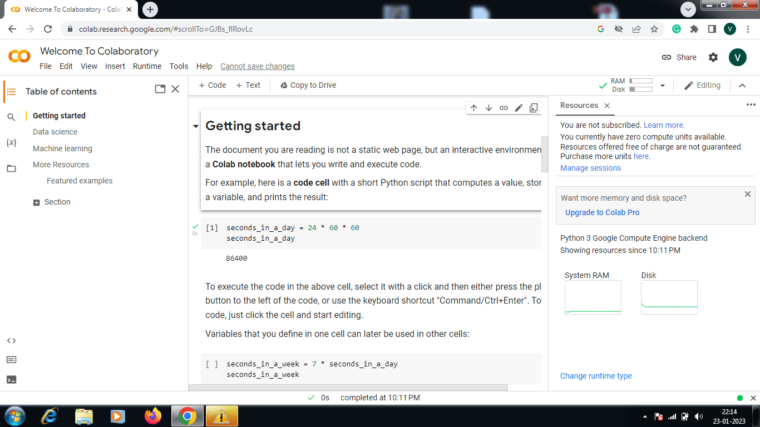 Welcome To Colaboratory - Cola
colab.research.google.com/#scrollTo=GJBs_flRovLc
Welcome To Colaboratory
File Edit View Insert Runtime Tools Help Cannot save changes
Share
V
Table of contents
+ Code + Text Copy to Drive
RAM
Disk
Editing
Getting started
Data science
Machine learning
More Resources
Featured examples
Section
Getting started
The document you are reading is not a static web page, but an interactive environmen
a Colab notebook that lets you write and execute code.
For example, here is a code cell with a short Python script that computes a value, stor
a variable, and prints the result:
[1] seconds_in_a_day = 24 * 60 * 60
seconds_in_a_day
0s
86400
To execute the code in the above cell, select it with a click and then either press the pl
button to the left of the code, or use the keyboard shortcut "Command/Ctrl+Enter". To
code, just click the cell and start editing.
Variables that you define in one cell can later be used in other cells:
[ ] seconds_in_a_week = 7 * seconds_in_a_day
seconds_in_a_week
Resources
You are not subscribed. Learn more.
You currently have zero compute units available.
Resources offered free of charge are not guaranteed.
Purchase more units here.
Manage sessions
Want more memory and disk space?
Upgrade to Colab Pro
Python 3 Google Compute Engine backend
Showing resources since 10:11 PM
System RAM Disk
Change runtime type
0s completed at 10:11 PM
22:14
23-01-2023